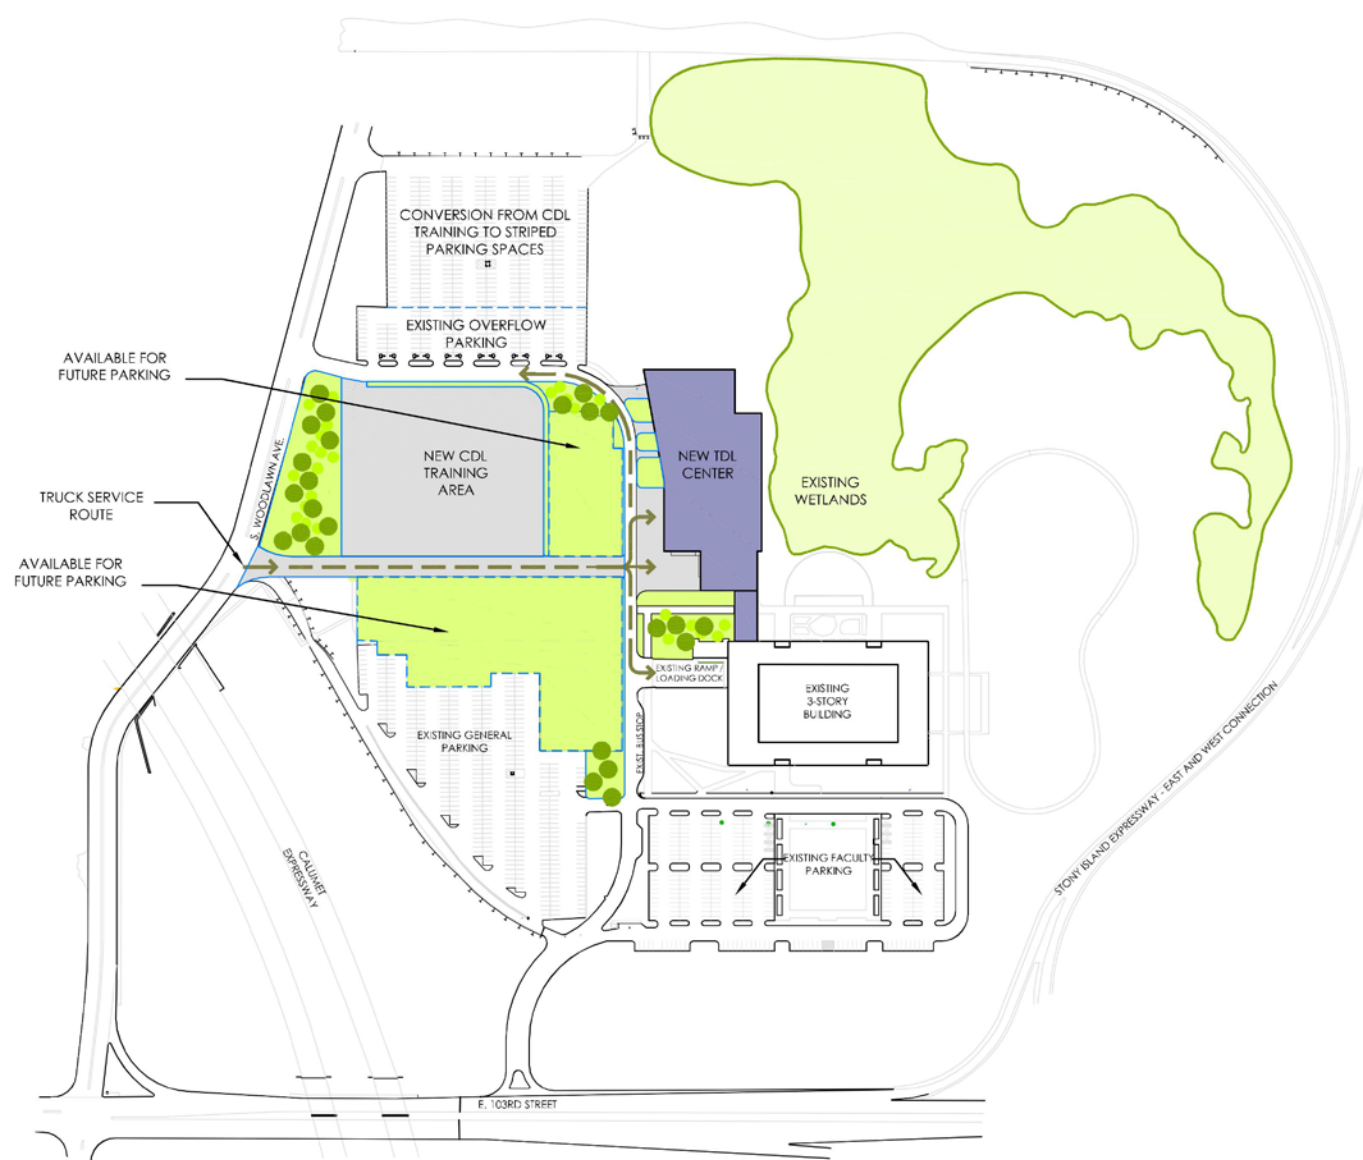 CONVERSION FROM CDL
TRAINING TO STRIPED
PARKING SPACES
EXISTING OVERFLOW
PARKING
AVAILABLE FOR
FUTURE PARKING
NEW CDL
TRAINING
AREA
NEW TDL
CENTER
EXISTING
WETLANDS
S. WOODLAWN AVE.
TRUCK SERVICE
ROUTE
AVAILABLE FOR
FUTURE PARKING
EXISTING RAMP /
LOADING DOCK
EXISTING
3-STORY
BUILDING
EXISTING GENERAL
PARKING
EXIST. BUS STOP
STONY ISLAND EXPRESSWAY - EAST AND WEST CONNECTION
CALUMET
EXPRESSWAY
EXISTING FACULTY
PARKING
E. 103RD STREET